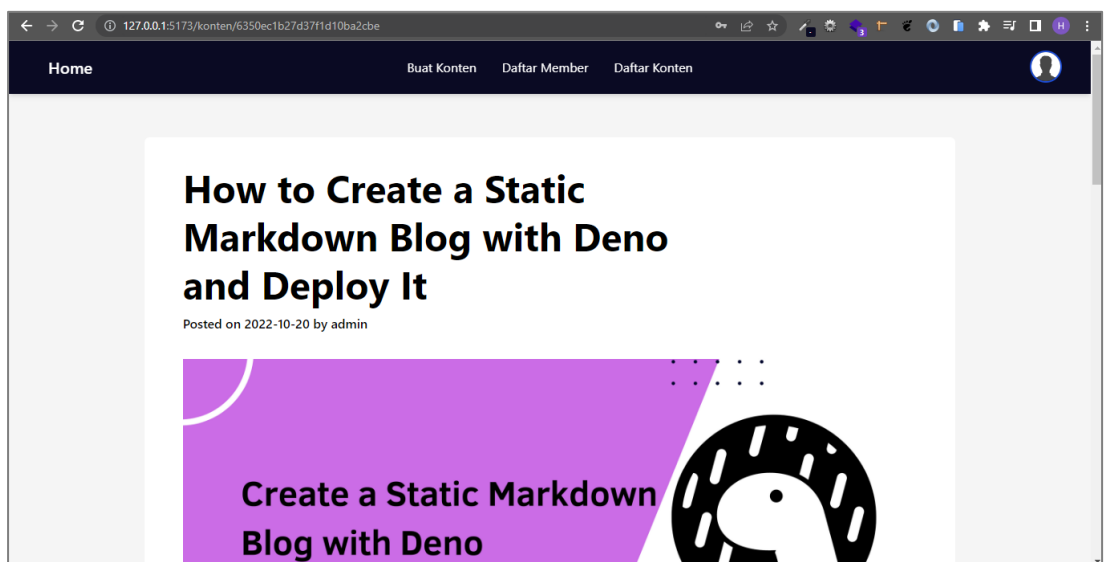 127.0.0.1:5173/konten/6350ec1b27d37f1d10ba2cbe
3
H
Home
Buat Konten
Daftar Member
Daftar Konten
How to Create a Static
Markdown Blog with Deno
and Deploy It
Posted on 2022-10-20 by admin
Create a Static Markdown
Blog with Deno